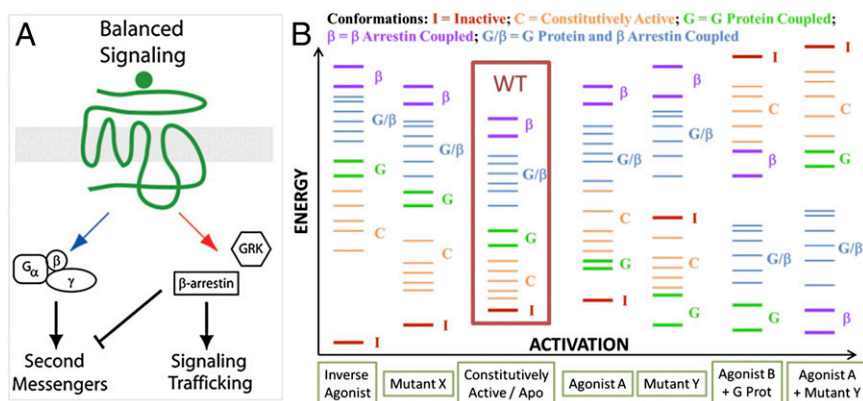 A
Balanced
Signaling
Gα
β
γ
GRK
β-arrestin
Second
Messengers
Signaling
Trafficking
B
Conformations: I = Inactive; C = Constitutively Active; G = G Protein Coupled;
β = β Arrestin Coupled; G/β = G Protein and β Arrestin Coupled
ENERGY
G/β
G
C
I
β
G/β
G
C
I
WT
β
G/β
G
C
I
β
G/β
C
G
I
β
G/β
I
C
G
I
C
β
G/β
G
I
C
G
G/β
β
ACTIVATION
Inverse
Agonist
Mutant X
Constitutively
Active / Apo
Agonist A
Mutant Y
Agonist B
+ G Prot
Agonist A
+ Mutant Y